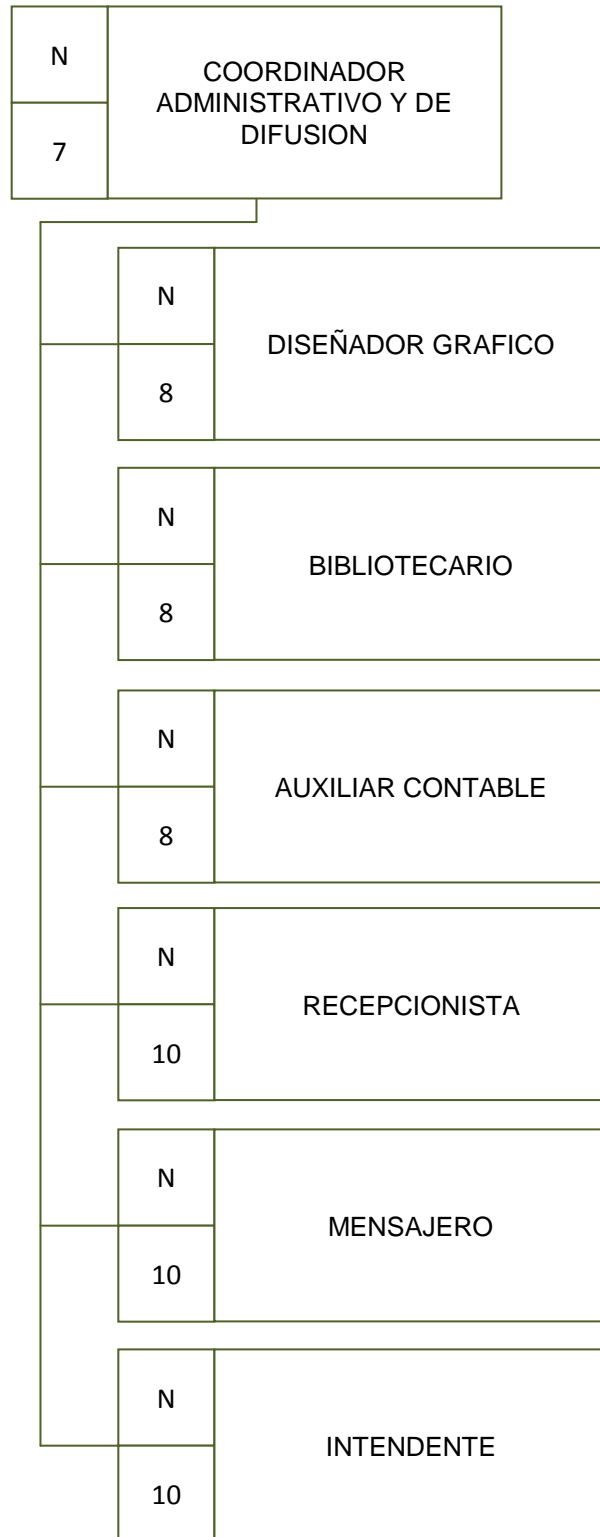 N
7
COORDINADOR
ADMINISTRATIVO Y DE
DIFUSION
N
8
DISEÑADOR GRAFICO
N
8
BIBLIOTECARIO
N
8
AUXILIAR CONTABLE
N
10
RECEPCIONISTA
N
10
MENSAJERO
N
10
INTENDENTE